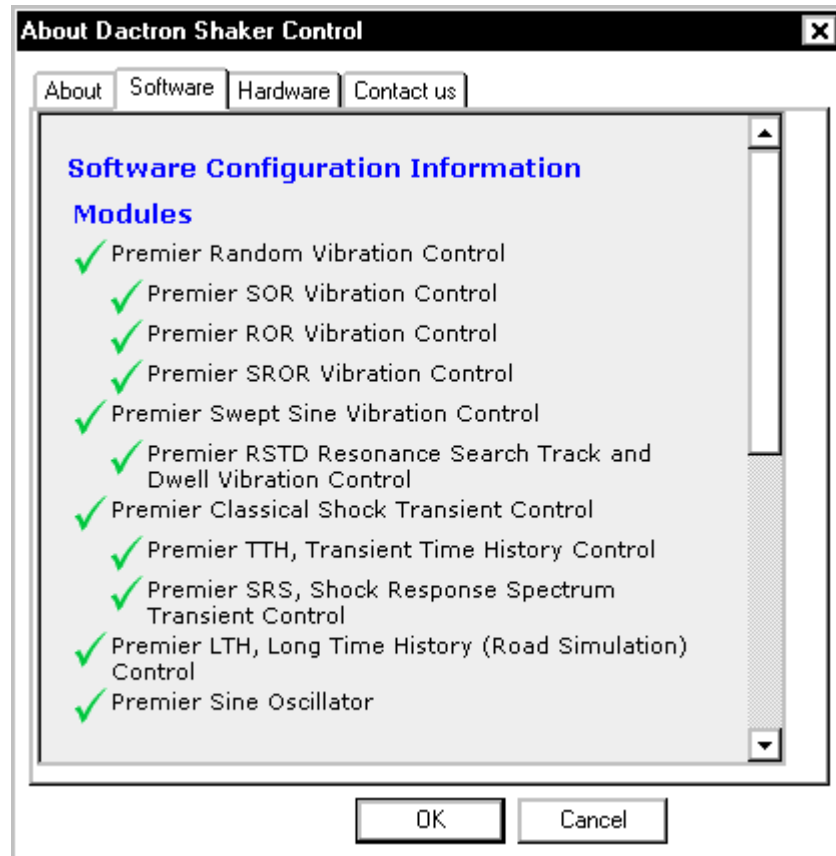 About Dactron Shaker Control
About Software Hardware Contact us
Software Configuration Information
Modules
Premier Random Vibration Control
Premier SOR Vibration Control
Premier ROR Vibration Control
Premier SROR Vibration Control
Premier Swept Sine Vibration Control
Premier RSTD Resonance Search Track and
Dwell Vibration Control
Premier Classical Shock Transient Control
Premier TTH, Transient Time History Control
Premier SRS, Shock Response Spectrum
Transient Control
Premier LTH, Long Time History (Road Simulation)
Control
Premier Sine Oscillator
OK Cancel